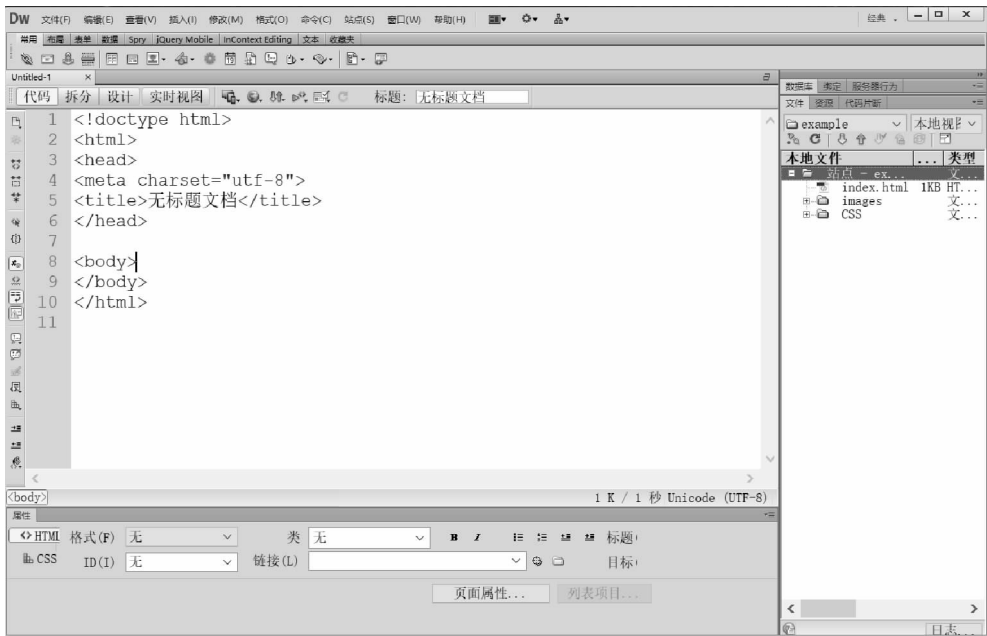 DW 文件(F) 编辑(E) 查看(V) 插入(I) 修改(M) 格式(O) 命令(C) 站点(S) 窗口(W) 帮助(H) 经典
常用 布局 表单 数据 Spry jQuery Mobile InContext Editing 文本 收藏夹
Untitled-1
代码 拆分 设计 实时视图 标题: 无标题文档
1 <!doctype html>
2 <html>
3 <head>
4 <meta charset="utf-8">
5 <title>无标题文档</title>
6 </head>
7
8 <body>
9 </body>
10 </html>
11
<body> 1 K / 1 秒 Unicode (UTF-8)
属性
<> HTML 格式(F) 无 类 无 B I 标题
CSS ID(I) 无 链接(L) 目标
页面属性... 列表项目...
数据库 绑定 服务器行为
文件 资源 代码片断
example 本地视图
本地文件 ... 类型
站点 - ex... 文...
index.html 1KB HT...
images 文...
CSS 文...
日志...